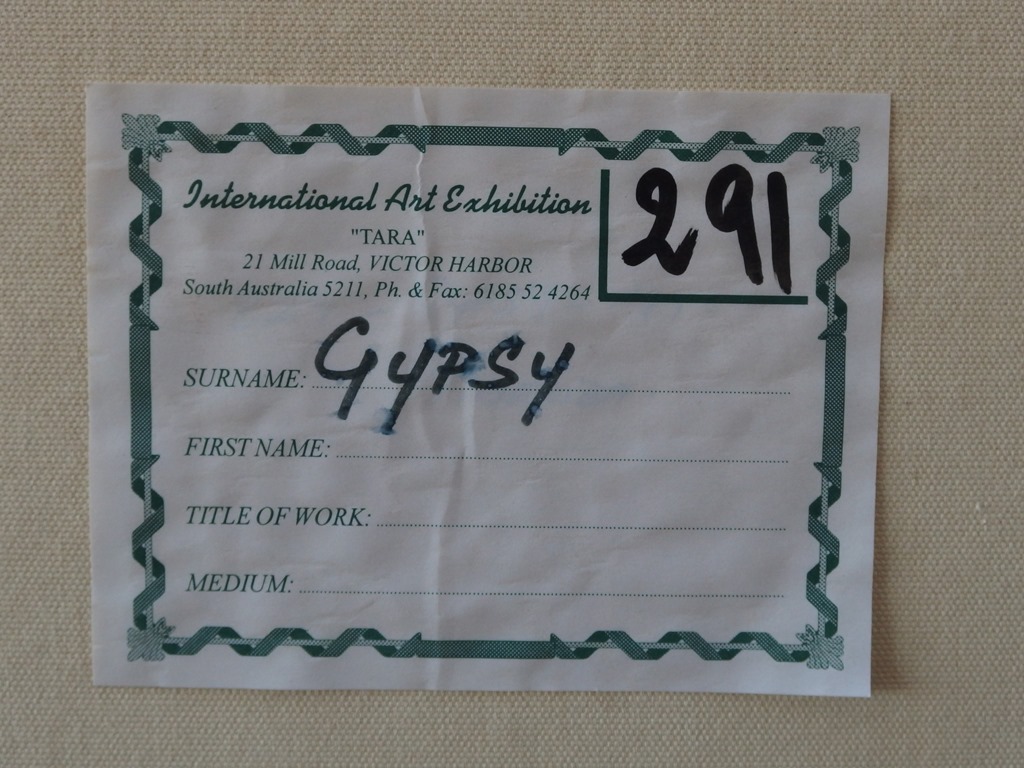 International Art Exhibition
"TARA"
21 Mill Road, VICTOR HARBOR
South Australia 5211, Ph. & Fax: 6185 52 4264
291
SURNAME: GYPSY
FIRST NAME:
TITLE OF WORK:
MEDIUM: